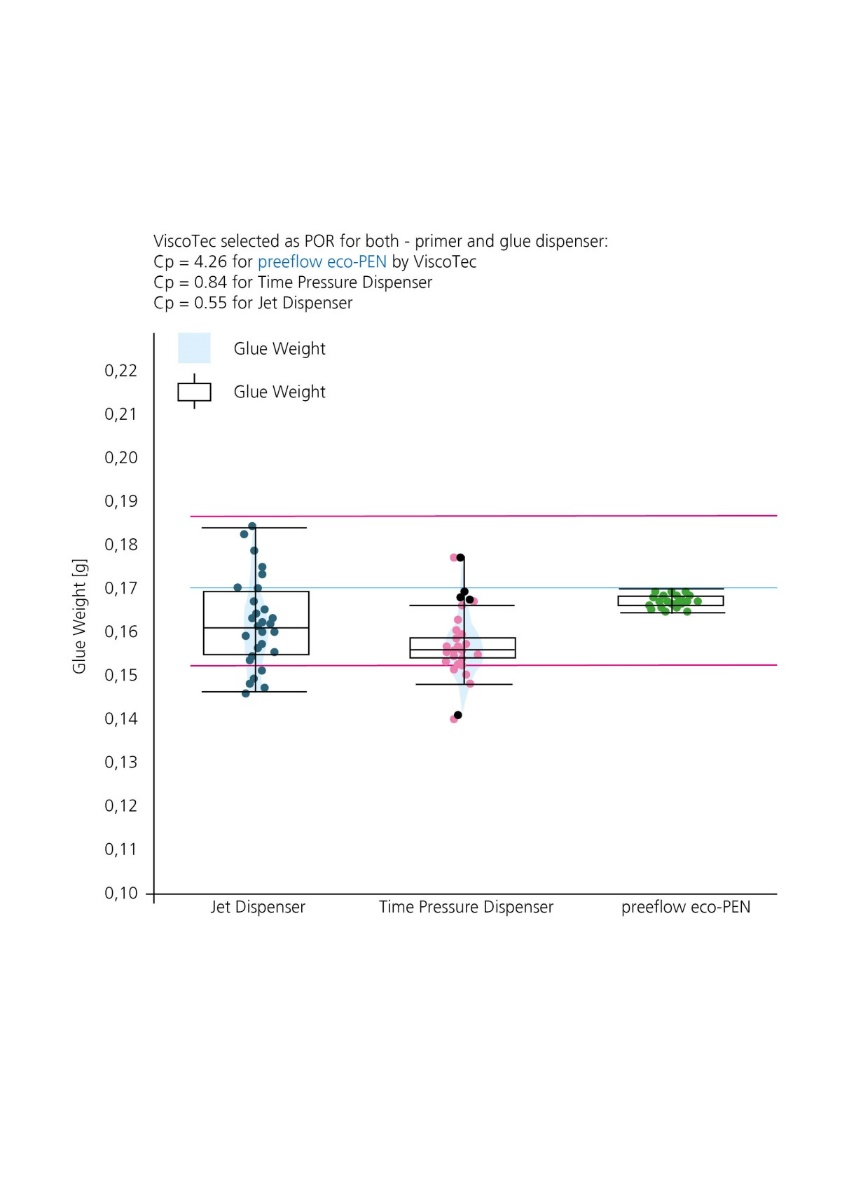 ViscoTec selected as POR for both - primer and glue dispenser:
Cp = 4.26 for preeflow eco-PEN by ViscoTec
Cp = 0.84 for Time Pressure Dispenser
Cp = 0.55 for Jet Dispenser
Glue Weight
Glue Weight
0,22
0,21
0,20
0,19
0,18
0,17
0,16
0,15
0,14
0,13
0,12
0,11
0,10
Glue Weight [g]
Jet Dispenser Time Pressure Dispenser preeflow eco-PEN